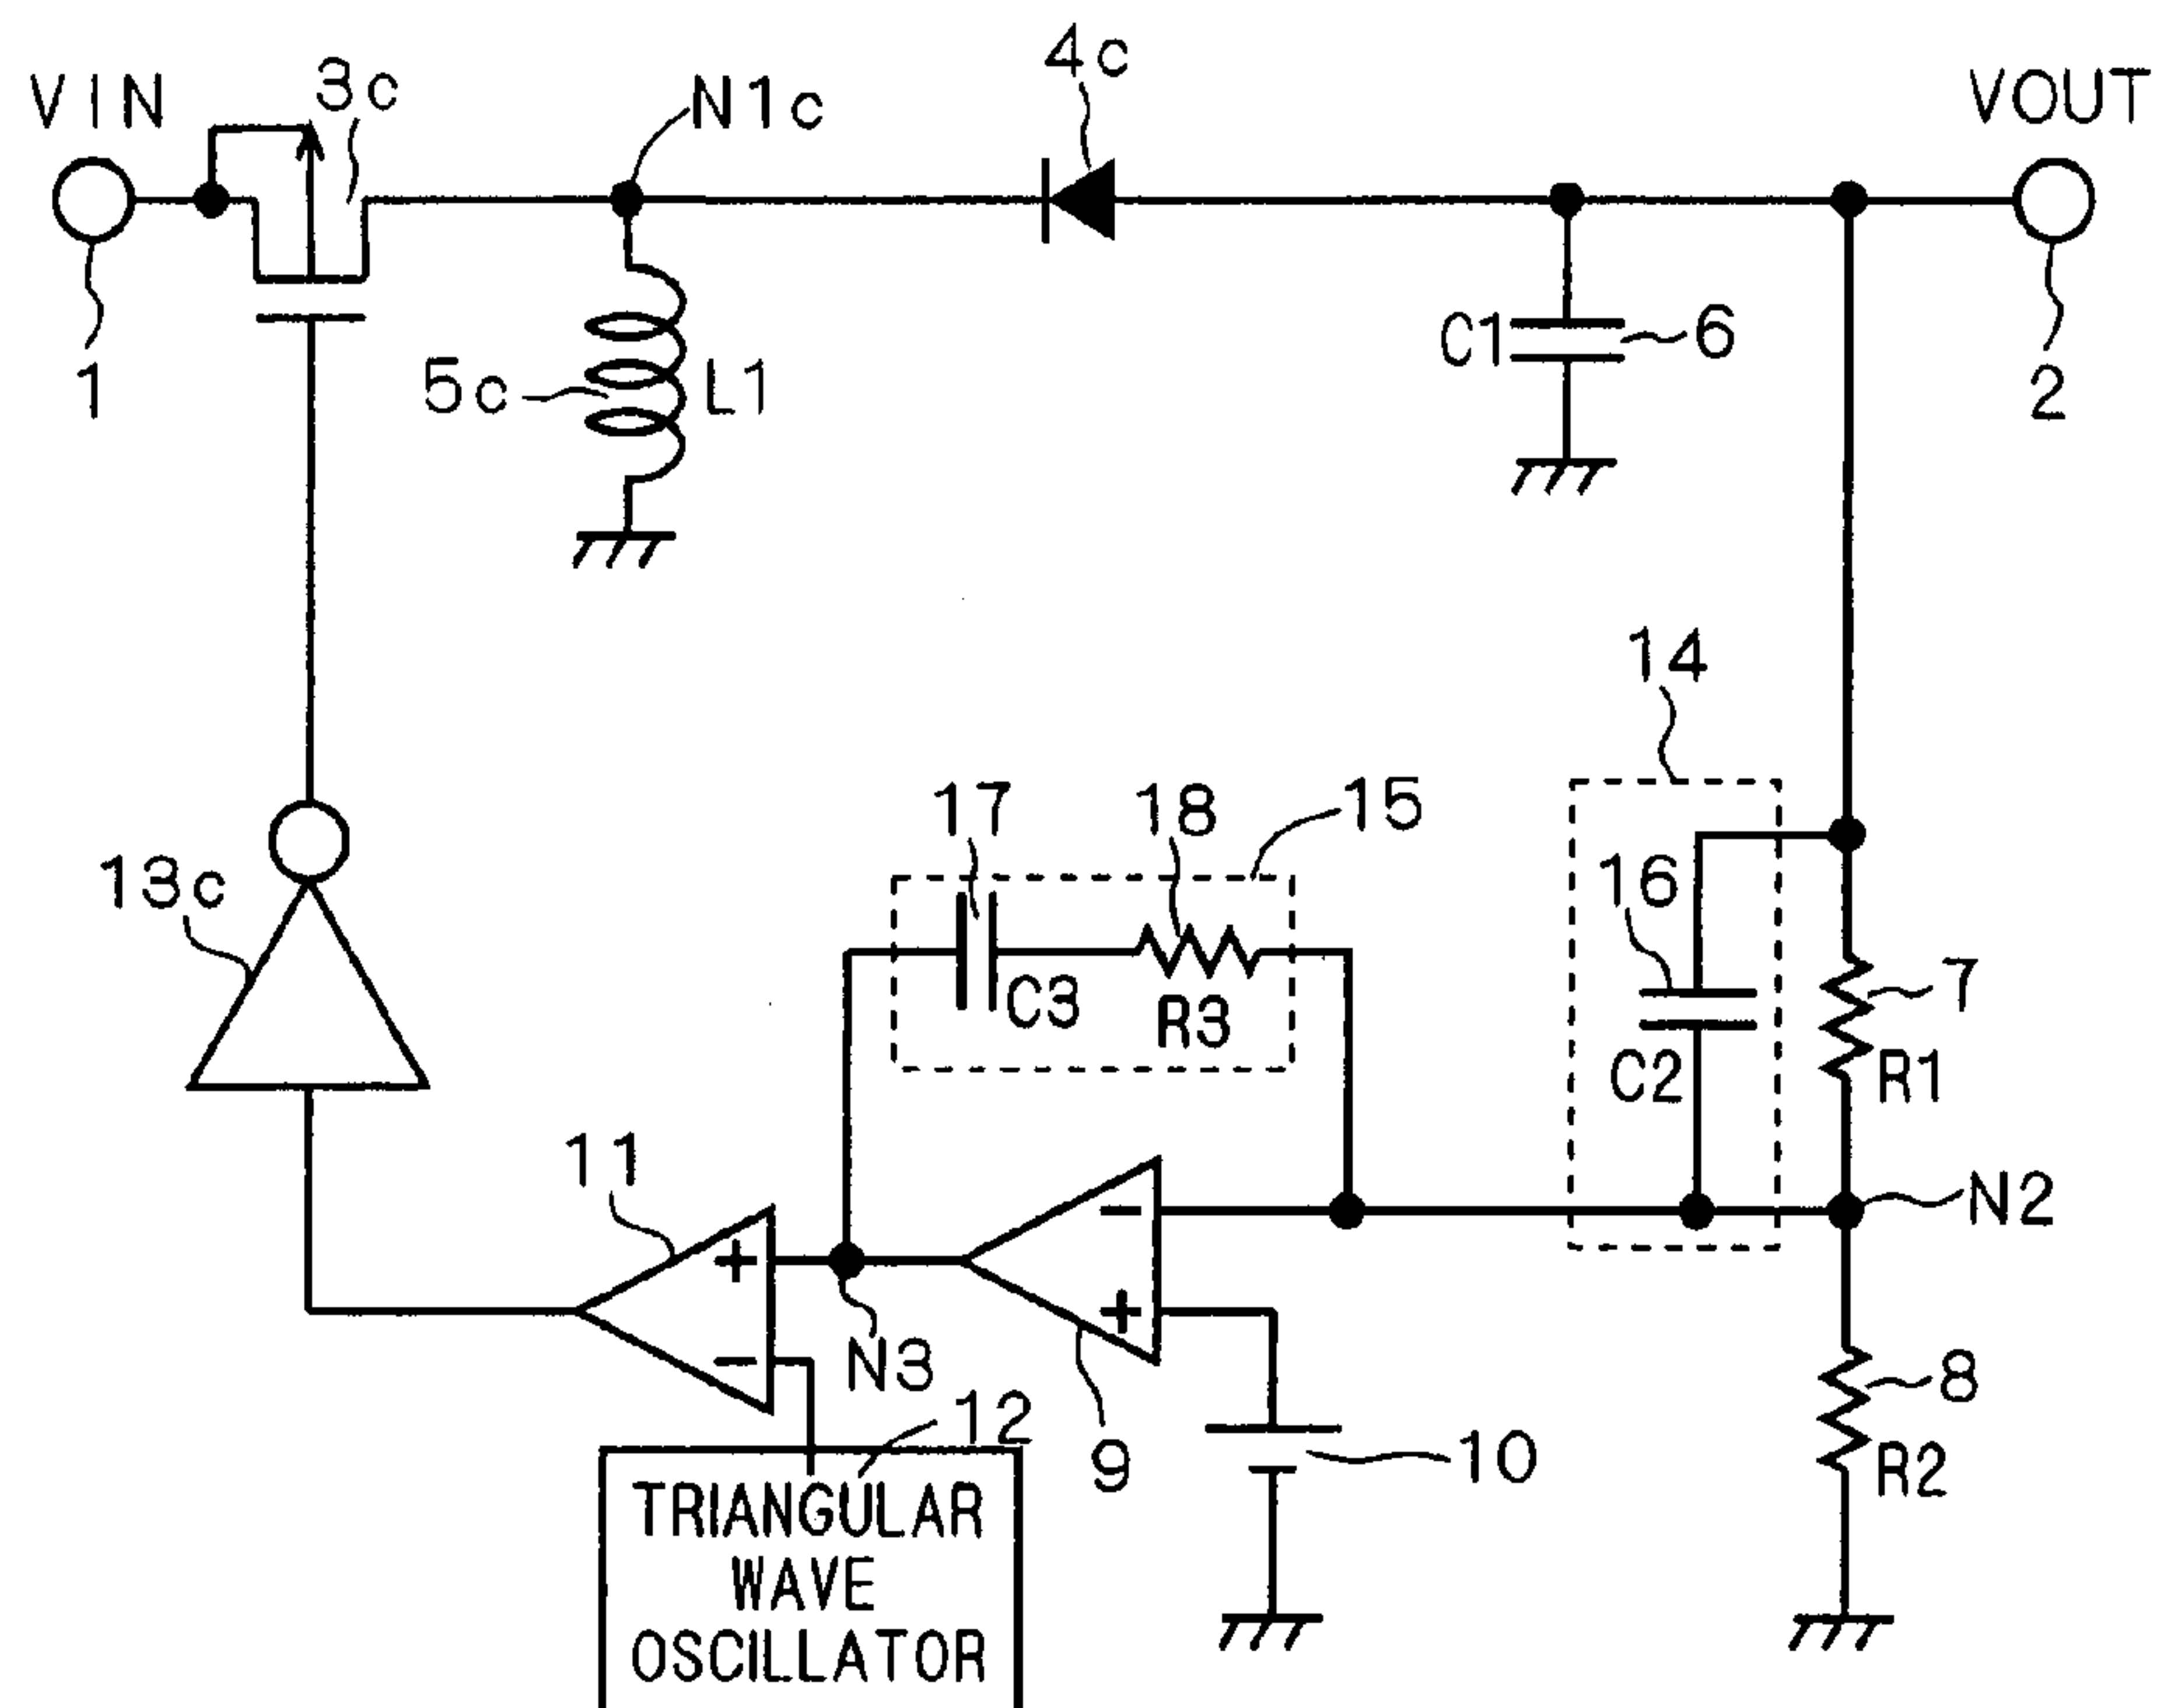 VIN
3c
N1c
4c
VOUT
1
5c
L1
C1
6
2
14
17
18
15
13c
16
C3
R3
7
C2
R1
11
+
−
−
+
N2
N3
12
9
10
8
R2
TRIANGULAR
WAVE
OSCILLATOR